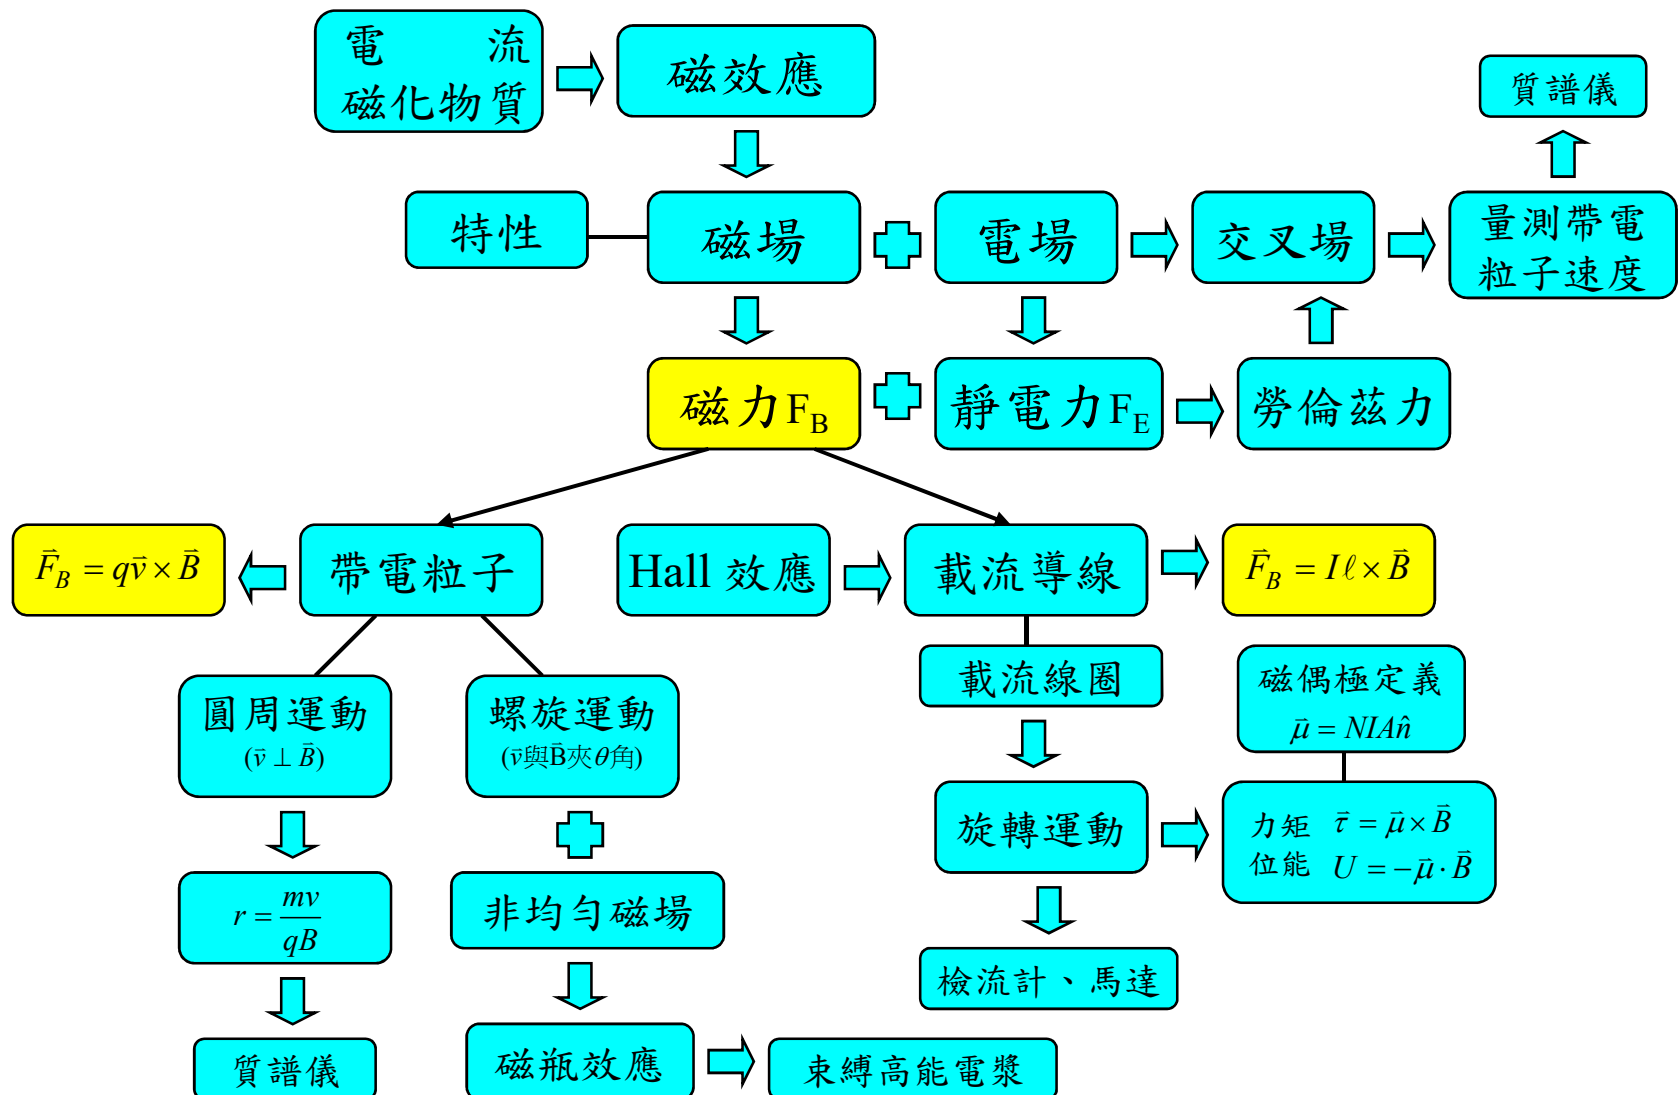 電 流
磁化物質
磁效應
質譜儀
特性
磁場
電場
交叉場
量測帶電
粒子速度
磁力F_B
靜電力F_E
勞倫茲力
F⃗_B = qv⃗ × B⃗
帶電粒子
Hall 效應
載流導線
F⃗_B = Iℓ × B⃗
圓周運動
(v⃗ ⊥ B⃗)
螺旋運動
(v⃗與B⃗夾θ角)
載流線圈
磁偶極定義
μ⃗ = NIAn̂
旋轉運動
力矩 τ⃗ = μ⃗ × B⃗
位能 U = −μ⃗ · B⃗
r = mv/qB
非均勻磁場
檢流計、馬達
質譜儀
磁瓶效應
束縛高能電漿